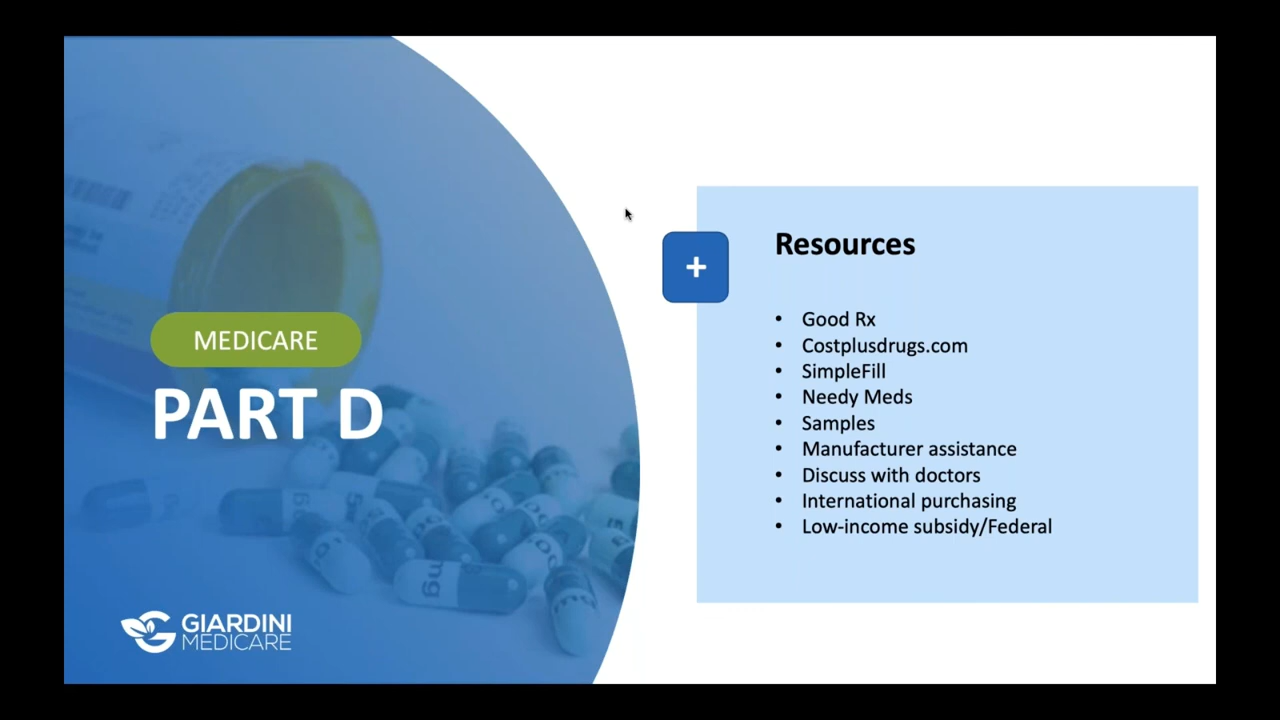 MEDICARE
PART D
GIARDINI
MEDICARE
+
Resources
• Good Rx
• Costplusdrugs.com
• SimpleFill
• Needy Meds
• Samples
• Manufacturer assistance
• Discuss with doctors
• International purchasing
• Low-income subsidy/Federal
mg